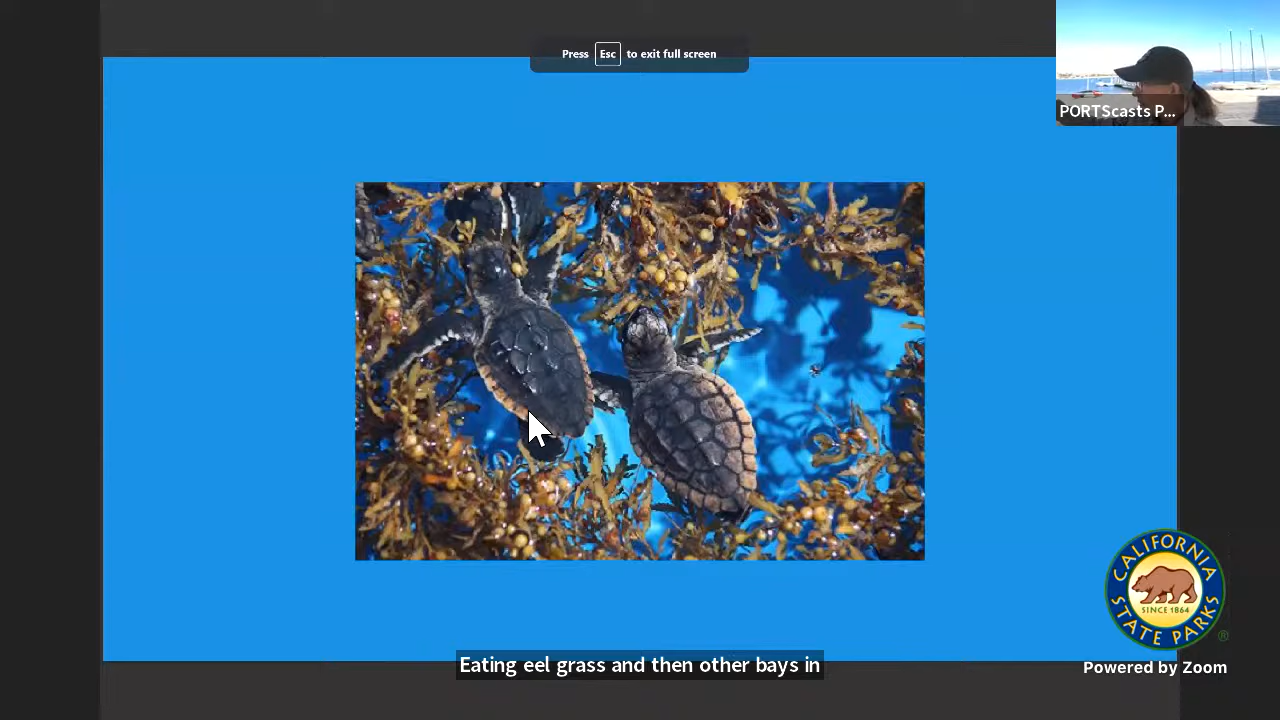 Press Esc to exit full screen
PORTScasts P...
CALIFORNIA
SINCE 1864
STATE PARKS
®
Powered by Zoom
Eating eel grass and then other bays in